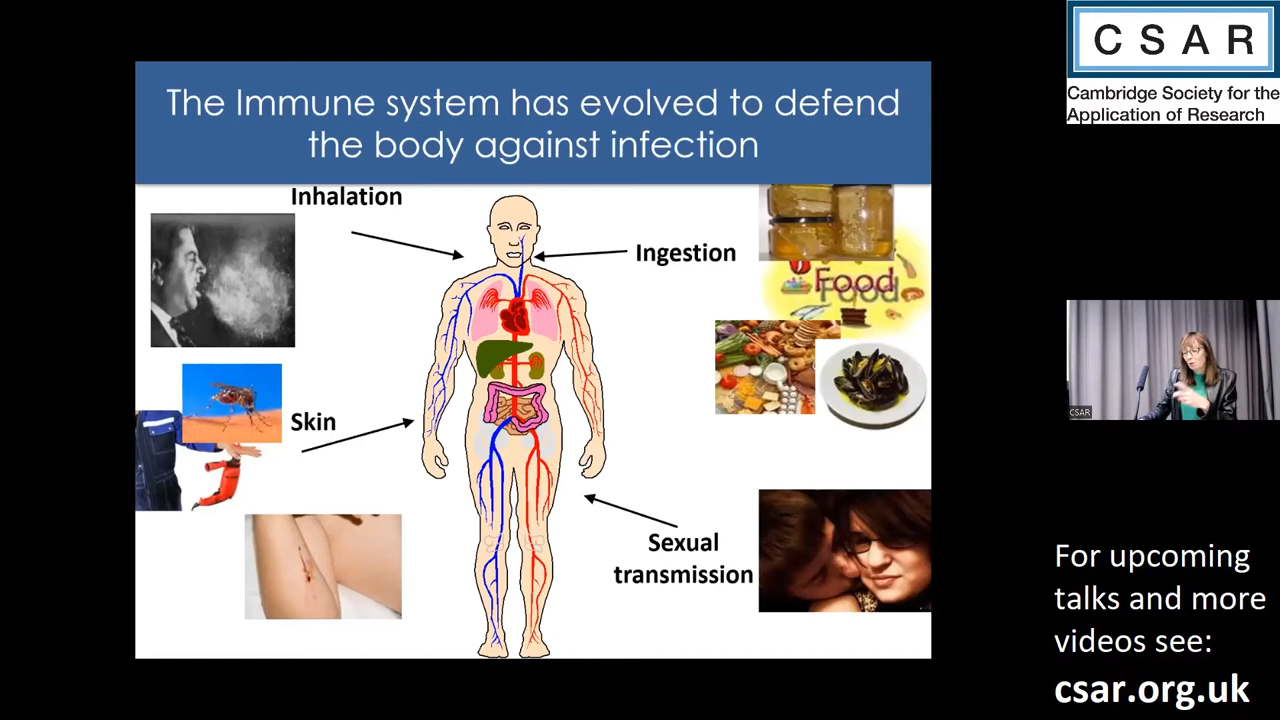 The Immune system has evolved to defend
the body against infection
Inhalation
Ingestion
Food
Skin
Sexual
transmission
CSAR
Cambridge Society for the
Application of Research
CSAR
For upcoming
talks and more
videos see:
csar.org.uk